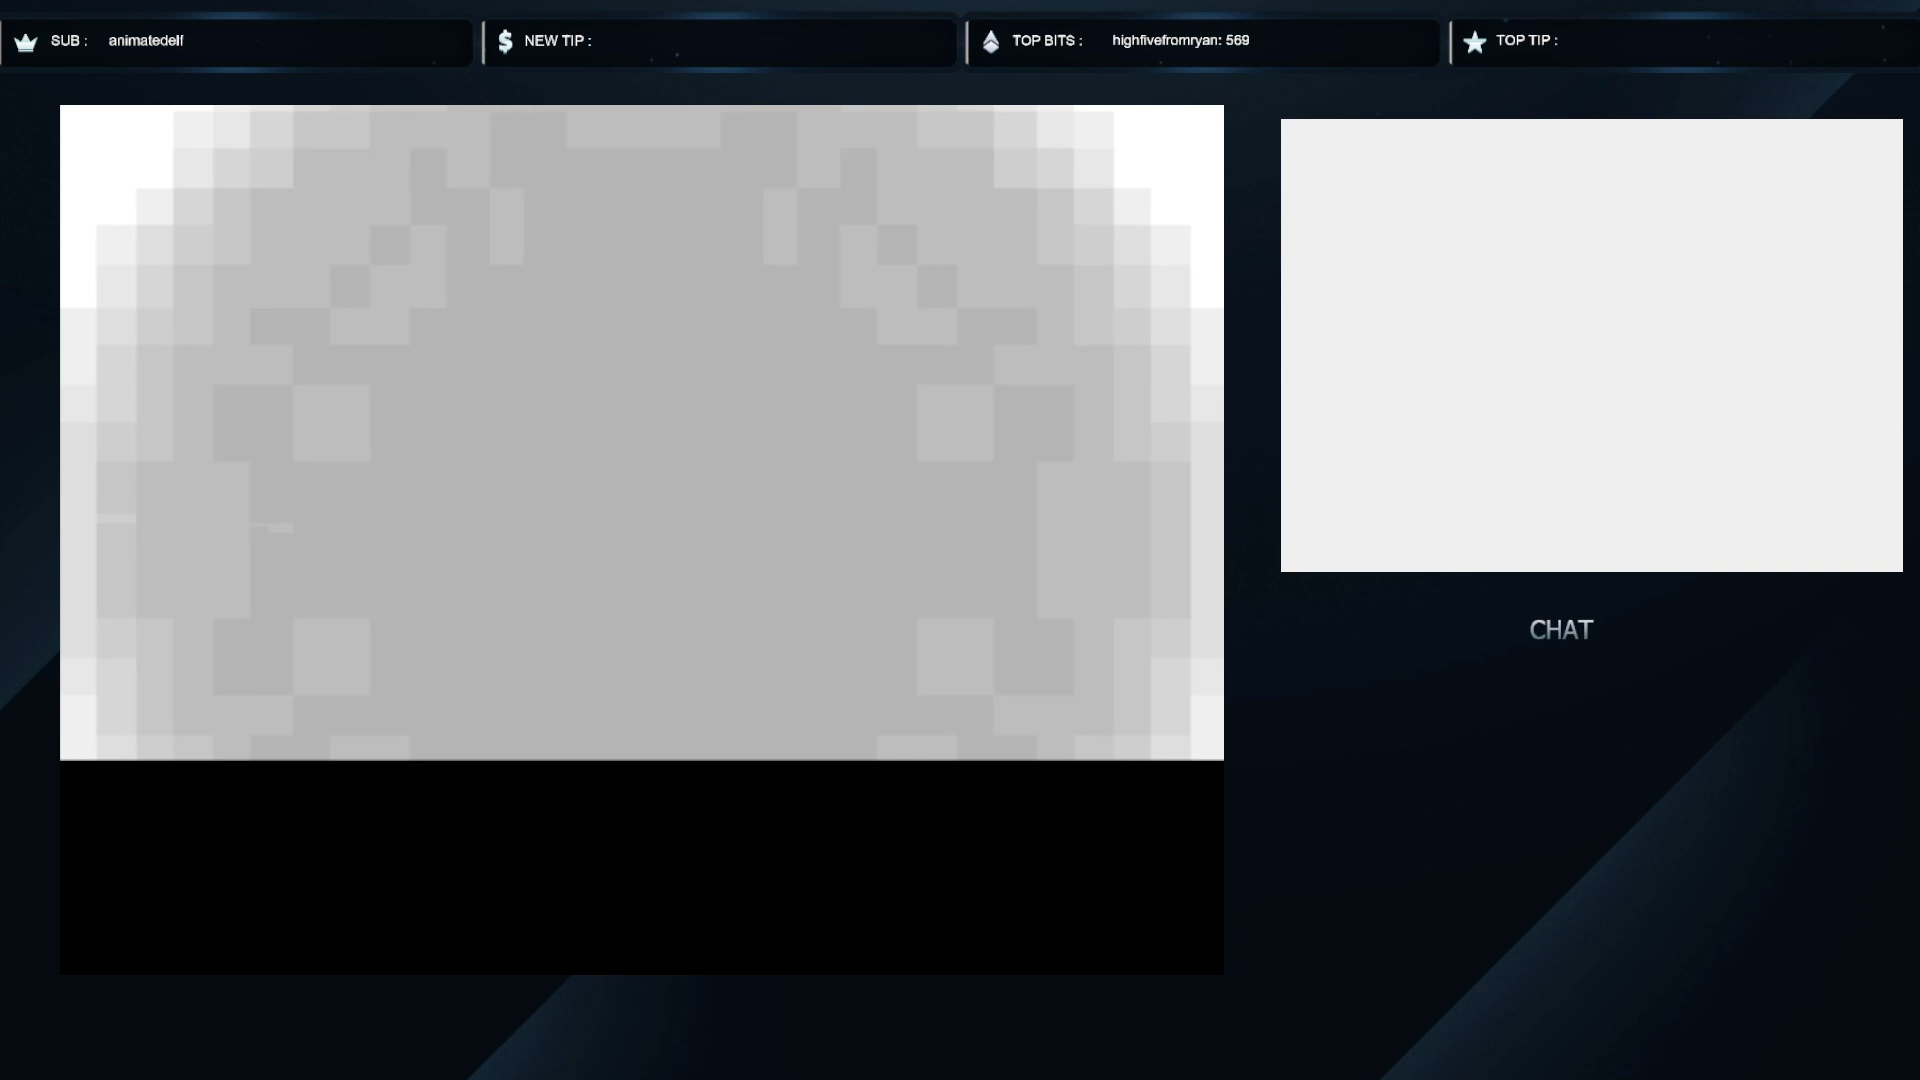 SUB : animatedelf
NEW TIP :
TOP BITS : highfivefromryan: 569
TOP TIP :
CHAT